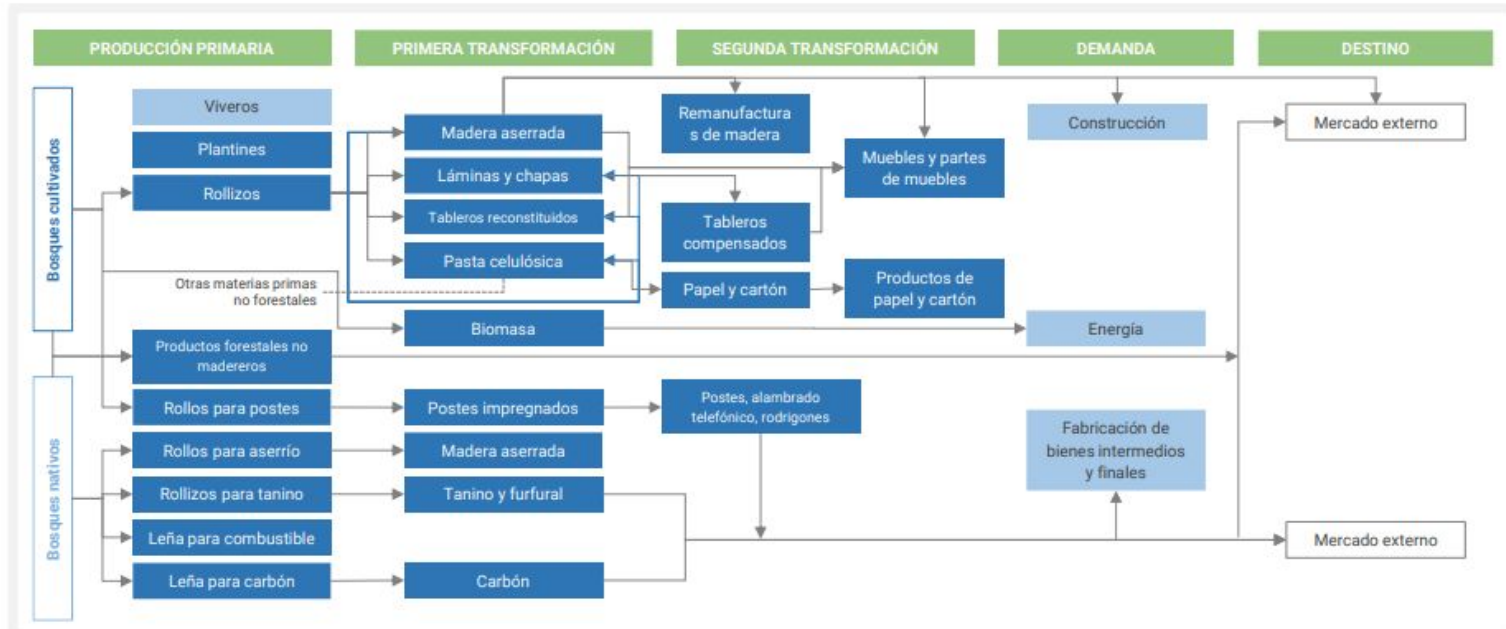 PRODUCCIÓN PRIMARIA
PRIMERA TRANSFORMACIÓN
SEGUNDA TRANSFORMACIÓN
DEMANDA
DESTINO
Bosques cultivados
Viveros
Plantines
Rollizos
Otras materias primas
no forestales
Productos forestales no
madereros
Rollos para postes
Bosques nativos
Rollos para aserrío
Rollizos para tanino
Leña para combustible
Leña para carbón
Madera aserrada
Láminas y chapas
Tableros reconstituidos
Pasta celulósica
Biomasa
Postes impregnados
Madera aserrada
Tanino y furfural
Carbón
Remanufactura
s de madera
Muebles y partes
de muebles
Tableros
compensados
Papel y cartón
Productos de
papel y cartón
Postes, alambrado
telefónico, rodrigones
Construcción
Energía
Fabricación de
bienes intermedios
y finales
Mercado externo
Mercado externo